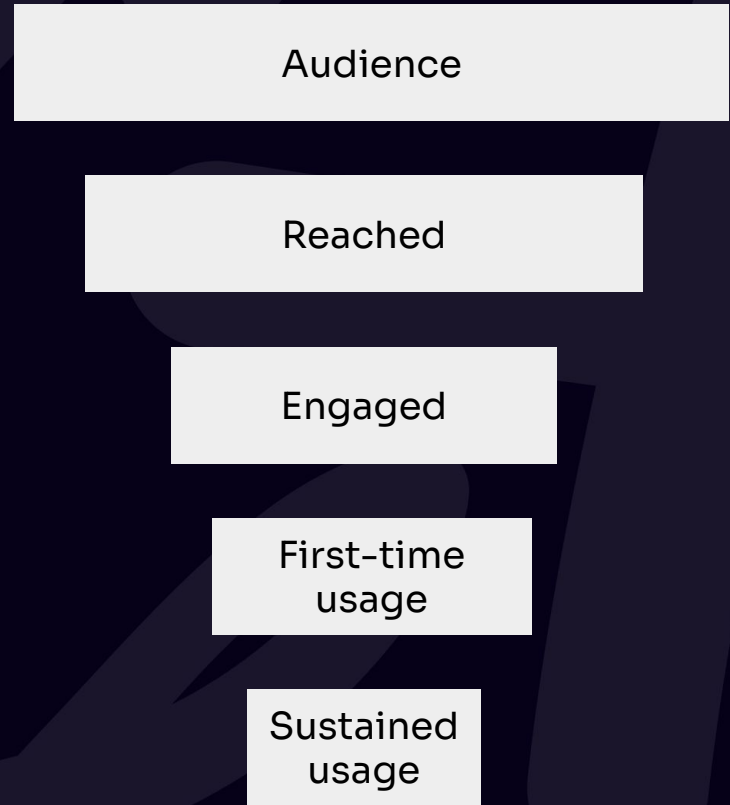 Audience
Reached
Engaged
First-time
usage
Sustained
usage